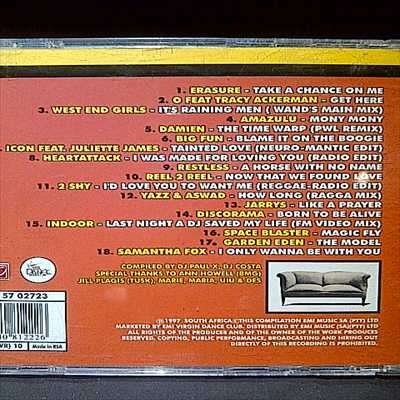 1. ERASURE - TAKE A CHANCE ON ME
2. O FEAT TRACY ACKERMAN - GET HERE
3. WEST END GIRLS - IT'S RAINING MEN ( WAND'S MAIN MIX)
4. AMAZULU - MONY MONY
5. DAMIEN - THE TIME WARP (PWL REMIX)
6. BIG FUN - BLAME IT ON THE BOOGIE
ICON FEAT. JULIETTE JAMES - TAINTED LOVE (NEURO-MANTIC EDIT)
8. HEARTATTACK - I WAS MADE FOR LOVING YOU (RADIO EDIT)
9. RESTLESS - A HORSE WITH NO NAME
10. REEL 2 REEL - NOW THAT WE FOUND LOVE
11. 2 SHY - I'D LOVE YOU TO WANT ME (REGGAE-RADIO EDIT)
12. YAZZ & ASWAD - HOW LONG (RAGGA MIX)
13. JARRYS - LIKE A PRAYER
14. DISCORAMA - BORN TO BE ALIVE
15. INDOOR - LAST NIGHT A DJ SAVED MY LIFE (FM VIDEO MIX)
16. SPACE BLASTER - MAGIC FLY
17. GARDEN EDEN - THE MODEL
18. SAMANTHA FOX - I ONLY WANNA BE WITH YOU
COMPILED BY DJ PAUL-X, DJ COSTA
SPECIAL THANKS TO ANN HOWELL (BMG)
JILL PLAGIS (TUSK), MARIE, MARIA, LIJU & DES
DANCE
57 02723
812226
10 Made in RSA
℗ 1997. SOUTH AFRICA. © THIS COMPILATION EMI MUSIC SA (PTY) LTD
MARKETED BY EMI VIRGIN DANCE CLUB. DISTRIBUTED BY EMI MUSIC (SA)(PTY) LTD
ALL RIGHTS OF THE PRODUCER AND OF THE OWNER OF THE WORK PRODUCES
RESERVED, COPYING, PUBLIC PERFORMANCE, BROADCASTING AND HIRING OUT
DIRECTLY OF THIS RECORDING IS PROHIBITED.